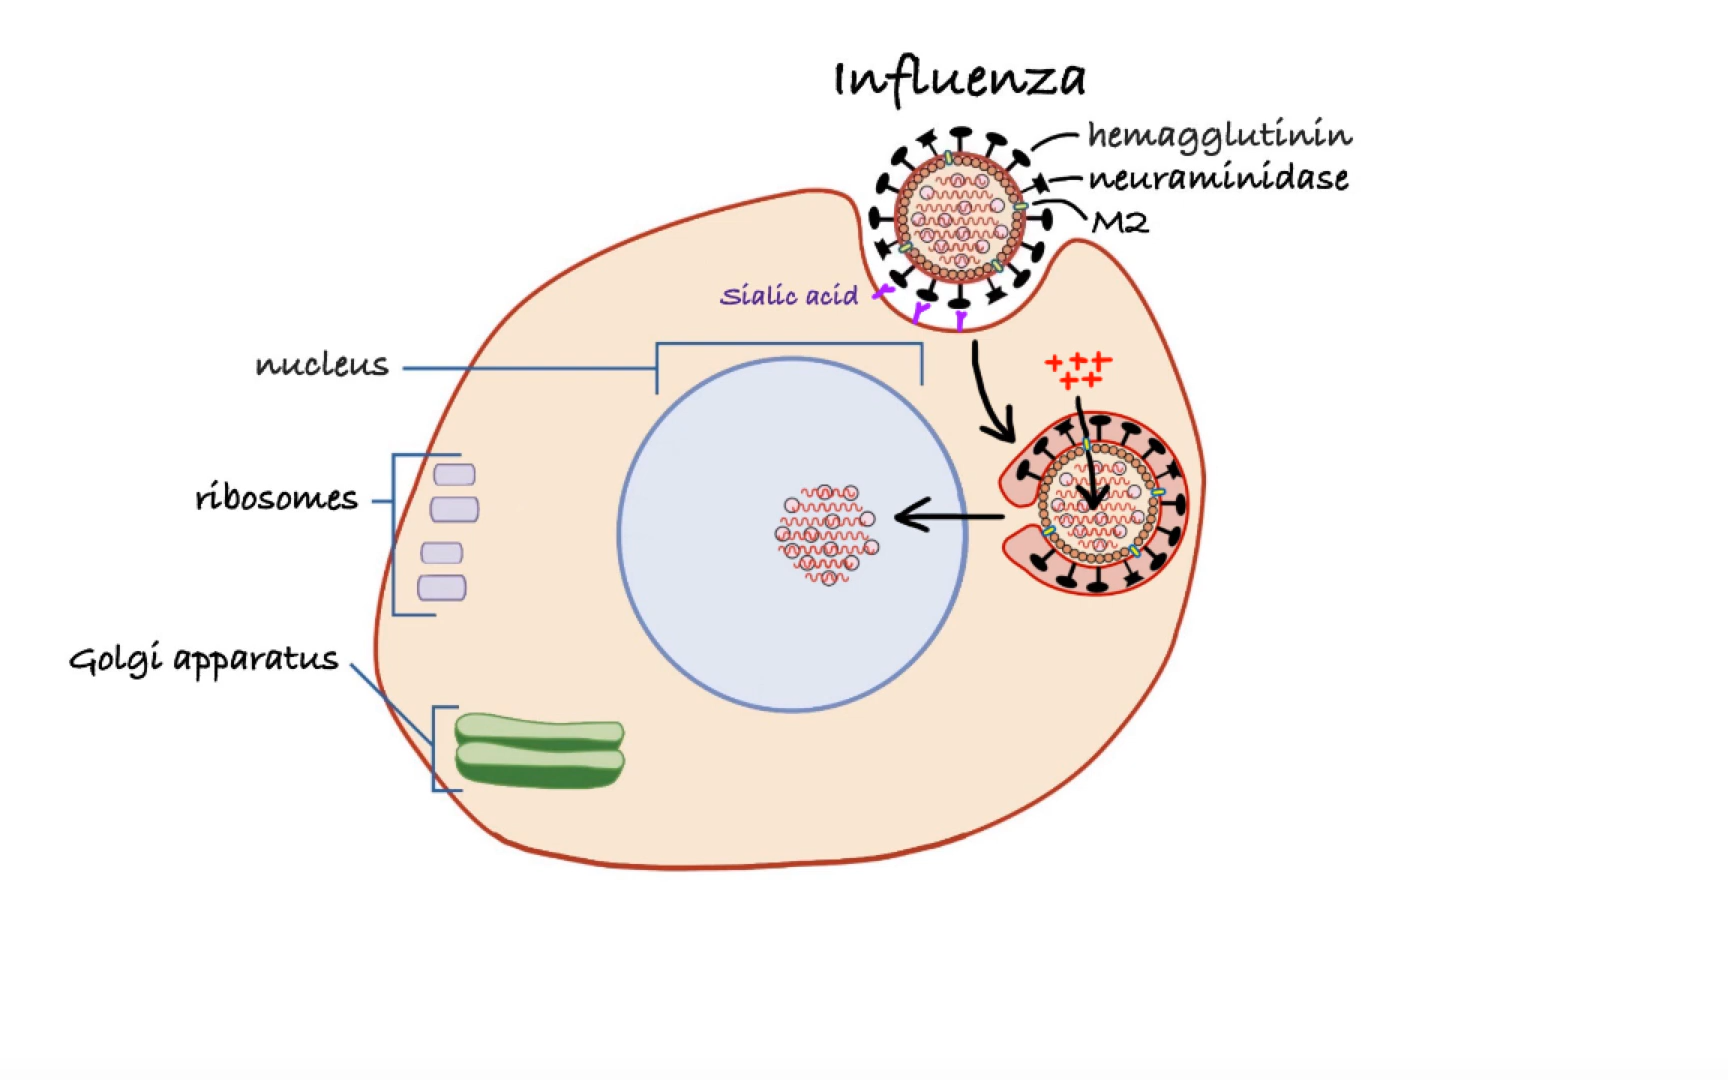 Influenza
hemagglutinin
neuraminidase
M2
Sialic acid
nucleus
+++
++
ribosomes
Golgi apparatus